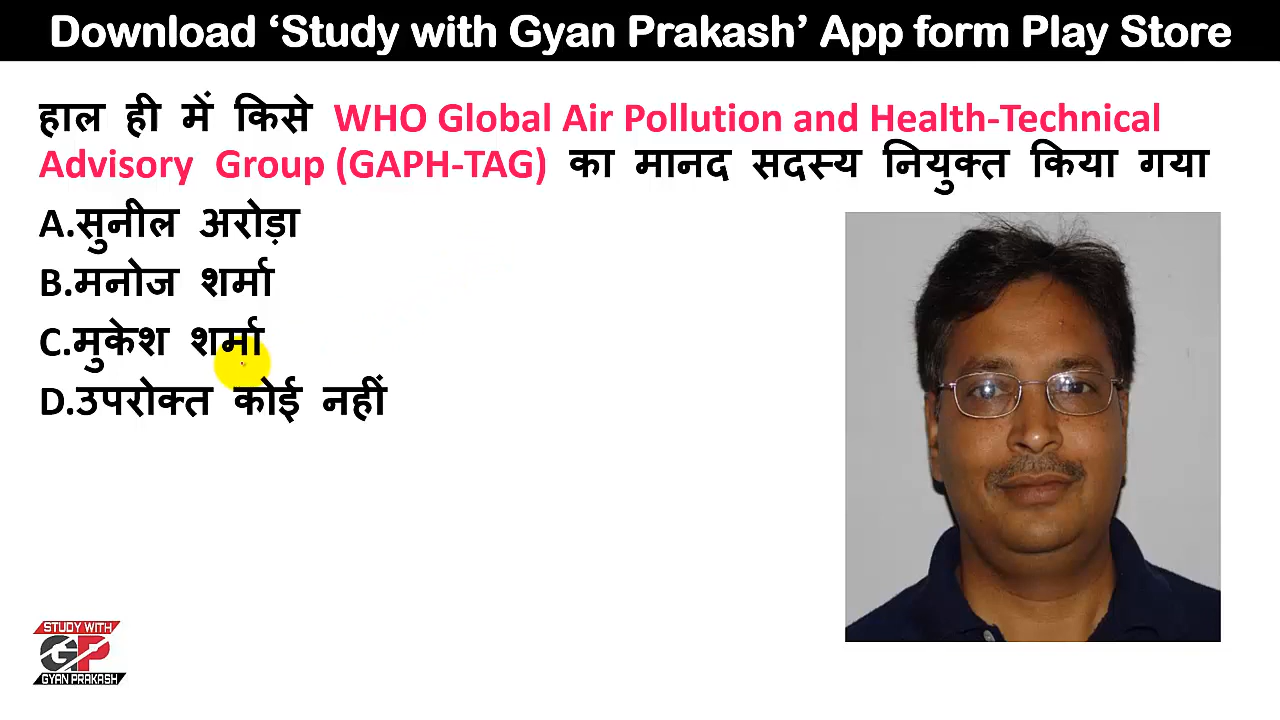 Download ‘Study with Gyan Prakash’ App form Play Store
हाल ही में किसे WHO Global Air Pollution and Health-Technical
Advisory Group (GAPH-TAG) का मानद सदस्य नियुक्त किया गया
A.सुनील अरोड़ा
B.मनोज शर्मा
C.मुकेश शर्मा
D.उपरोक्त कोई नहीं
STUDY WITH
GP
GYAN PRAKASH